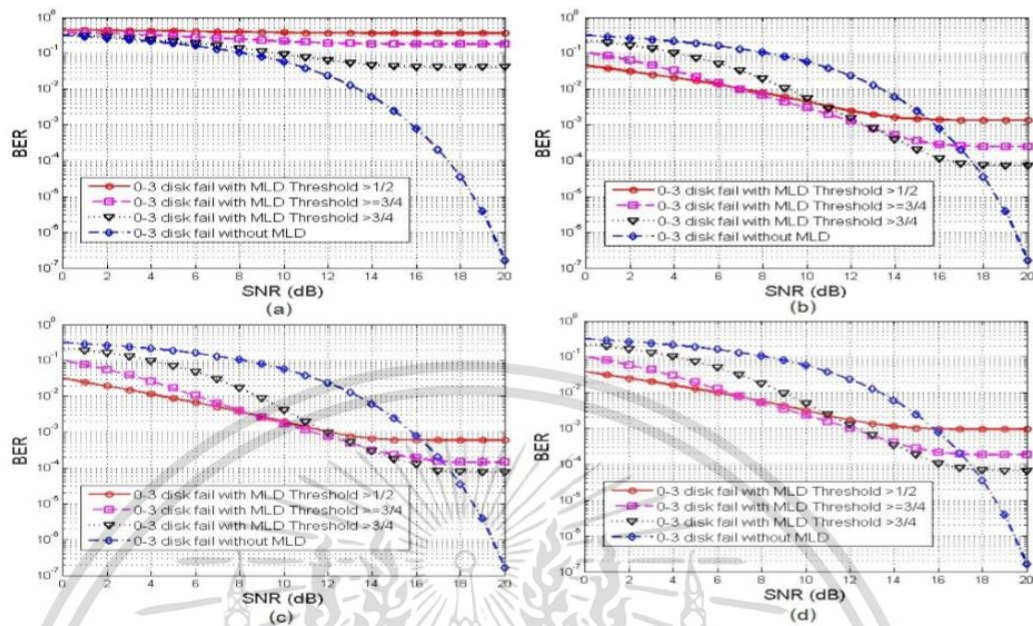 10⁰
10⁻¹
10⁻²
10⁻³
10⁻⁴
10⁻⁵
10⁻⁶
10⁻⁷
BER
0-3 disk fail with MLD Threshold >1/2
0-3 disk fail with MLD Threshold >=3/4
0-3 disk fail with MLD Threshold >3/4
0-3 disk fail without MLD
0 2 4 6 8 10 12 14 16 18 20
SNR (dB)
(a)
10⁰
10⁻¹
10⁻²
10⁻³
10⁻⁴
10⁻⁵
10⁻⁶
10⁻⁷
BER
0-3 disk fail with MLD Threshold >1/2
0-3 disk fail with MLD Threshold >=3/4
0-3 disk fail with MLD Threshold >3/4
0-3 disk fail without MLD
0 2 4 6 8 10 12 14 16 18 20
SNR (dB)
(b)
10⁰
10⁻¹
10⁻²
10⁻³
10⁻⁴
10⁻⁵
10⁻⁶
10⁻⁷
BER
0-3 disk fail with MLD Threshold >1/2
0-3 disk fail with MLD Threshold >=3/4
0-3 disk fail with MLD Threshold >3/4
0-3 disk fail without MLD
0 2 4 6 8 10 12 14 16 18 20
SNR (dB)
(c)
10⁰
10⁻¹
10⁻²
10⁻³
10⁻⁴
10⁻⁵
10⁻⁶
10⁻⁷
BER
0-3 disk fail with MLD Threshold >1/2
0-3 disk fail with MLD Threshold >=3/4
0-3 disk fail with MLD Threshold >3/4
0-3 disk fail without MLD
0 2 4 6 8 10 12 14 16 18 20
SNR (dB)
(d)